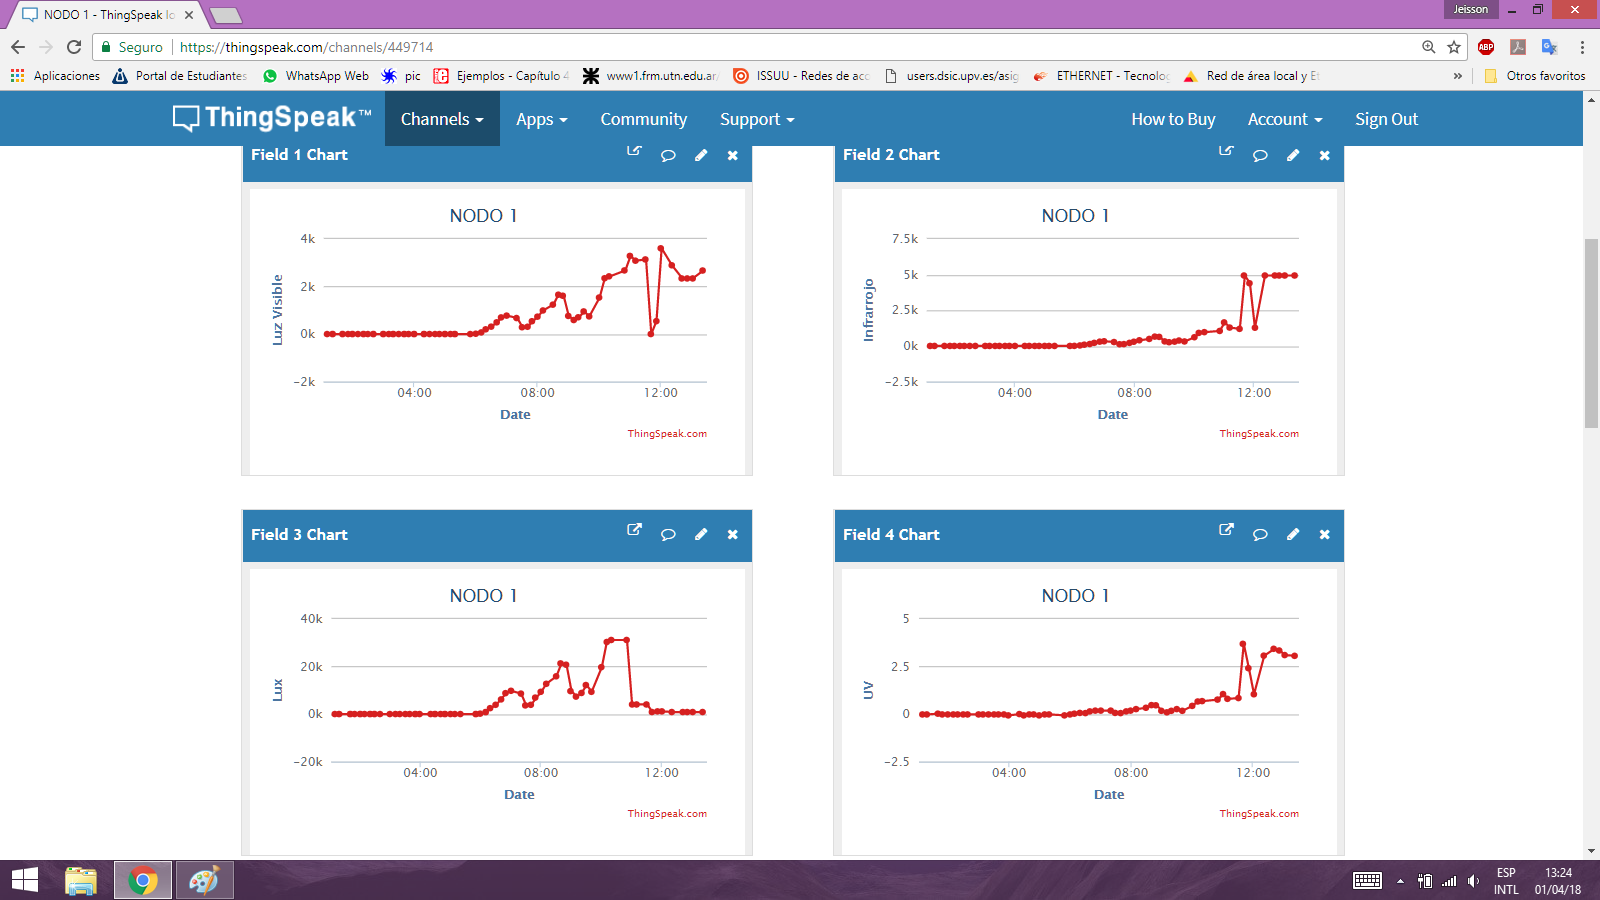 NODO 1 - ThingSpeak Io
Jeisson
Seguro
https://thingspeak.com/channels/449714
ABP
Aplicaciones
Portal de Estudiantes
WhatsApp Web
pic
Ejemplos - Capítulo 4
www1.frm.utn.edu.ar/
ISSUU - Redes de acc
users.dsic.upv.es/asig
ETHERNET - Tecnolog
Red de área local y Et
»
Otros favoritos
ThingSpeak™
Channels
Apps
Community
Support
How to Buy
Account
Sign Out
Field 1 Chart
NODO 1
Luz Visible
4k
2k
0k
-2k
04:00
08:00
12:00
Date
ThingSpeak.com
Field 2 Chart
NODO 1
Infrarrojo
7.5k
5k
2.5k
0k
-2.5k
04:00
08:00
12:00
Date
ThingSpeak.com
Field 3 Chart
NODO 1
Lux
40k
20k
0k
-20k
04:00
08:00
12:00
Date
ThingSpeak.com
Field 4 Chart
NODO 1
UV
5
2.5
0
-2.5
04:00
08:00
12:00
Date
ThingSpeak.com
ESP
INTL
13:24
01/04/18